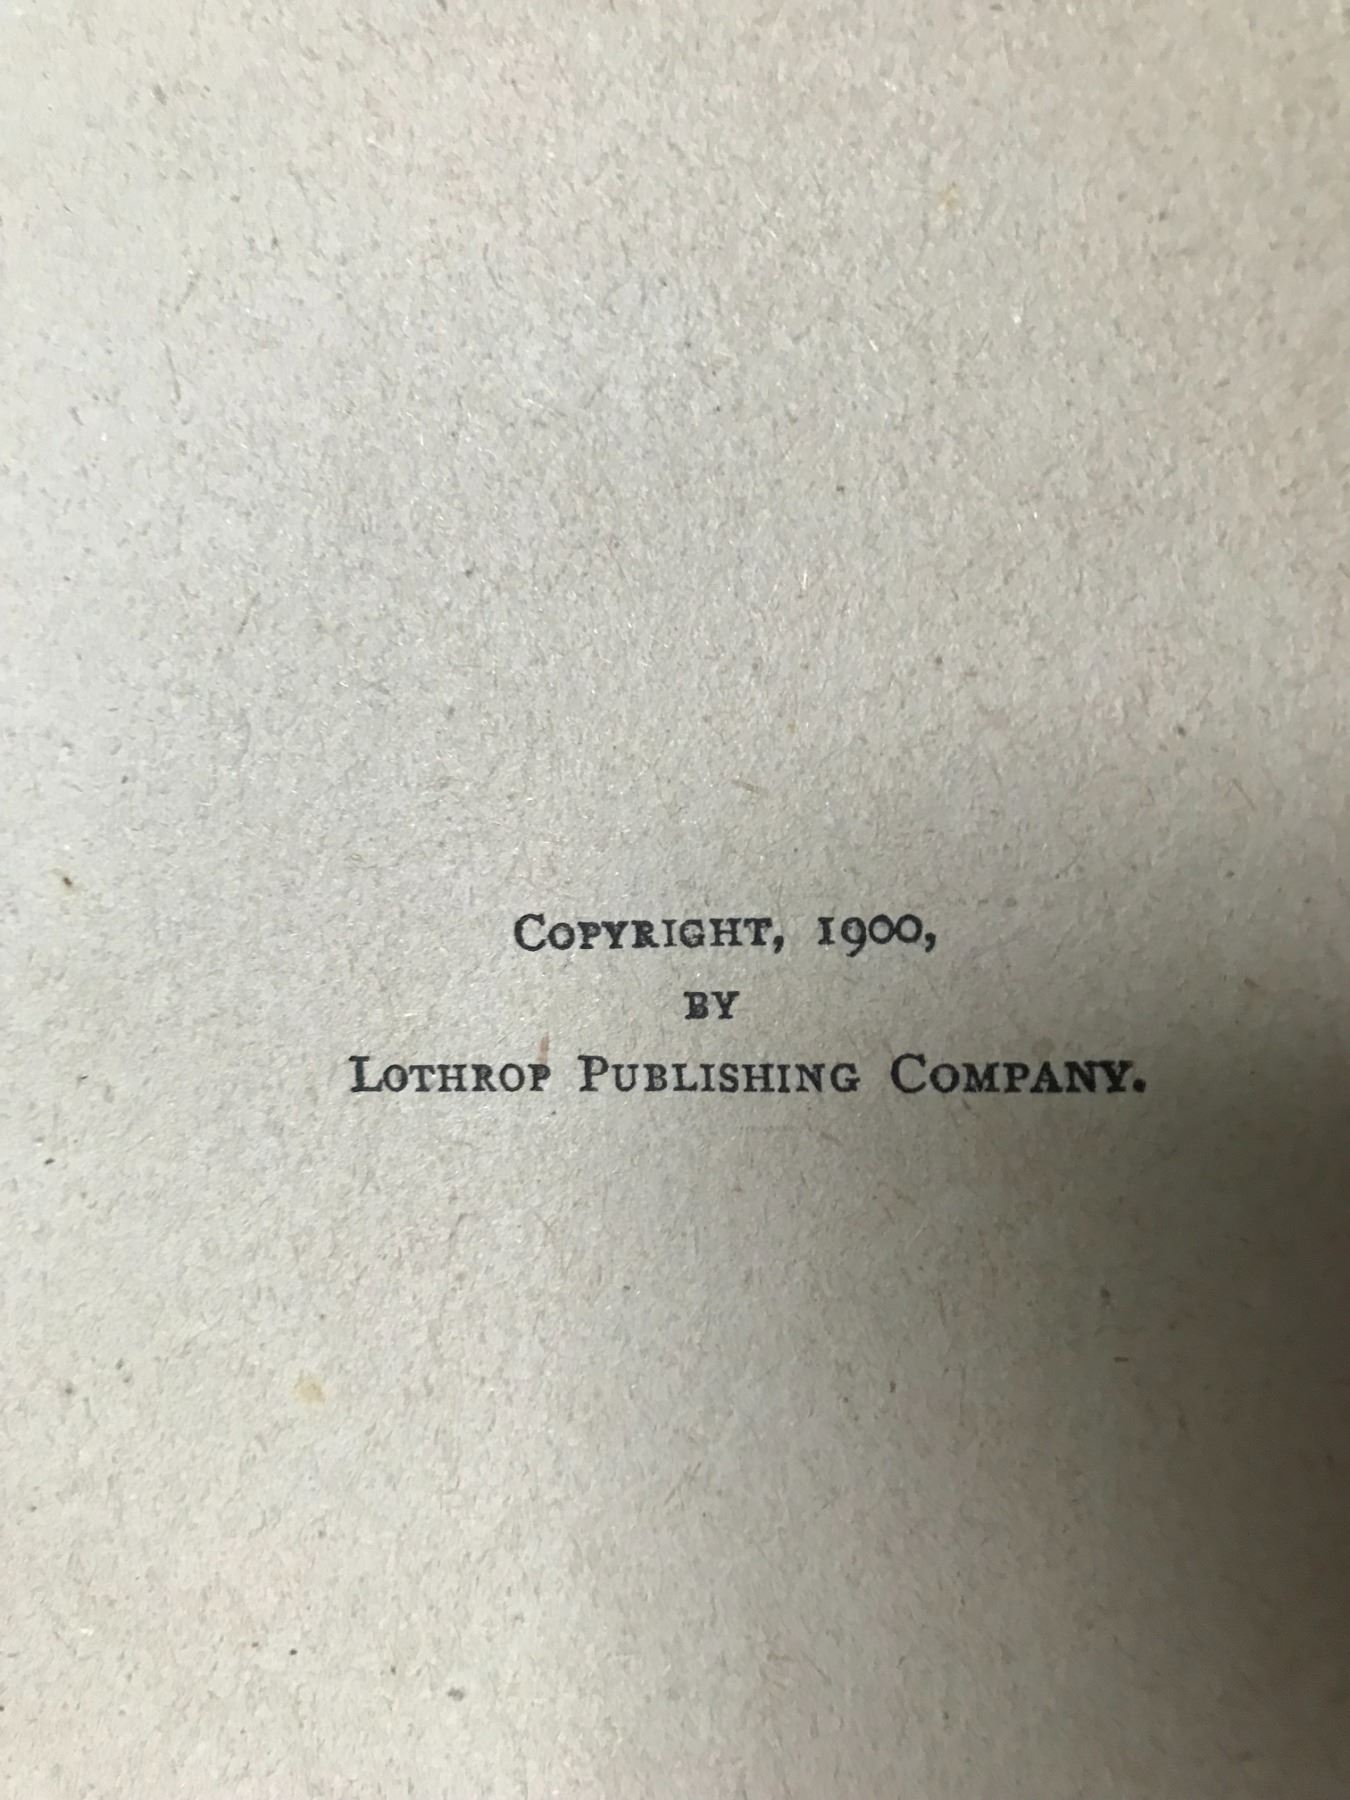 COPYRIGHT, 1900,
BY
LOTHROP PUBLISHING COMPANY.